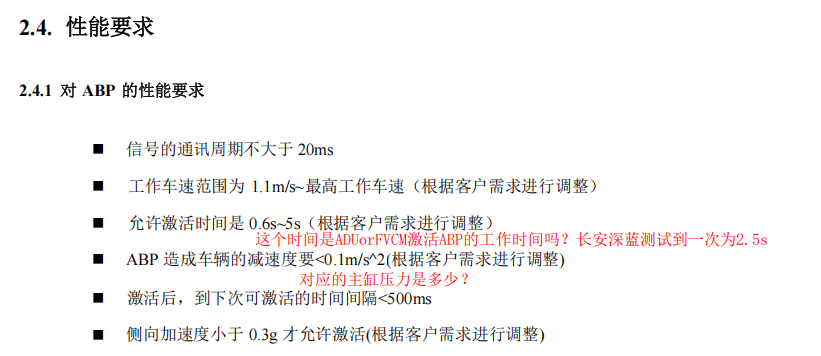 2.4. 性能要求
2.4.1 对 ABP 的性能要求
■ 信号的通讯周期不大于 20ms
■ 工作车速范围为 1.1m/s~最高工作车速（根据客户需求进行调整）
■ 允许激活时间是 0.6s~5s（根据客户需求进行调整）
这个时间是ADUorFVCM激活ABP的工作时间吗？长安深蓝测试到一次为2.5s
■ ABP 造成车辆的减速度要<0.1m/s^2(根据客户需求进行调整)
对应的主缸压力是多少？
■ 激活后，到下次可激活的时间间隔<500ms
■ 侧向加速度小于 0.3g 才允许激活(根据客户需求进行调整)